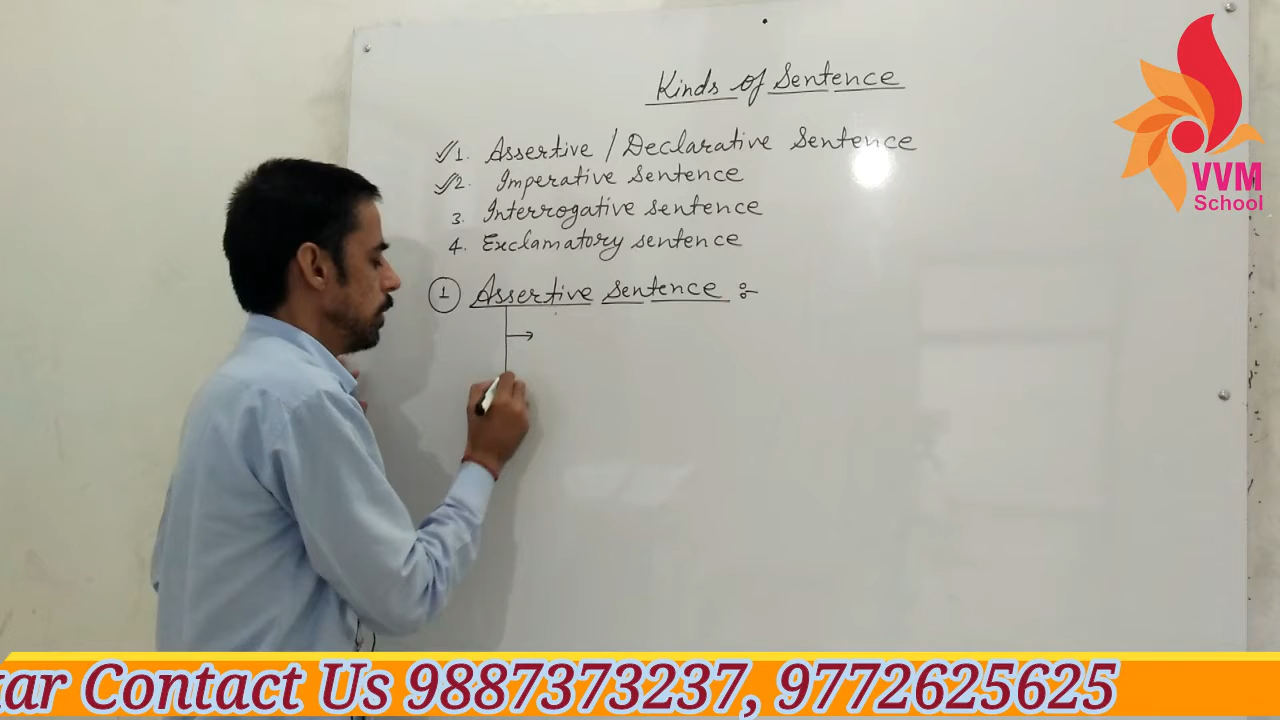 Kinds of Sentence
1. Assertive / Declarative Sentence
2. Imperative Sentence
3. Interrogative sentence
4. Exclamatory sentence
1 Assertive Sentence :-
VVM
School
Contact Us 9887373237, 9772625625